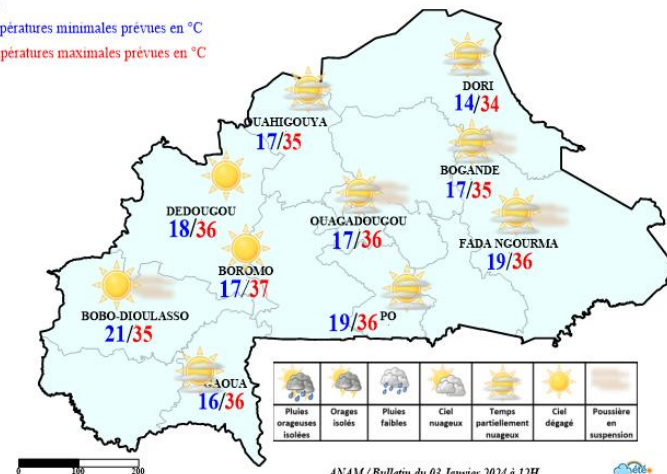 pératures minimales prévues en °C
pératures maximales prévues en °C
DORI
14/34
OUAHIGOUYA
17/35
BOGANDE
17/35
DEDOUGOU
18/36
OUAGADOUGOU
17/36
FADA NGOURMA
19/36
BOROMO
17/37
BOBO-DIOULASSO
21/35
19/36 PO
GAOUA
16/36
Pluies orageuses isolées
Orages isolés
Pluies faibles
Ciel nuageux
Temps partiellement nuageux
Ciel dégagé
Poussière en suspension
0 100 200
ANAM / Bulletin du 03 Janvier 2024 à 12H